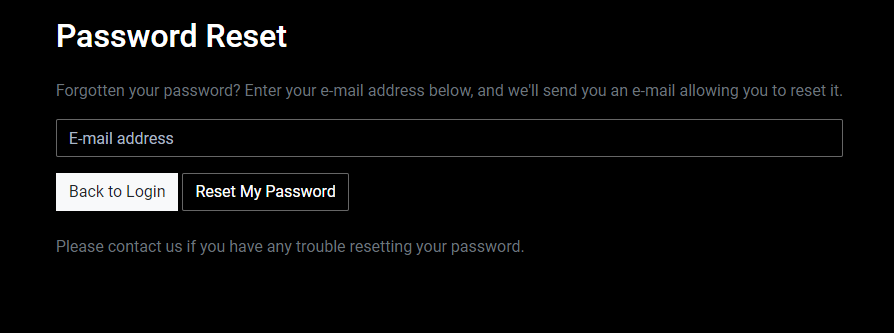 Password Reset
Forgotten your password? Enter your e-mail address below, and we'll send you an e-mail allowing you to reset it.
E-mail address
Back to Login
Reset My Password
Please contact us if you have any trouble resetting your password.